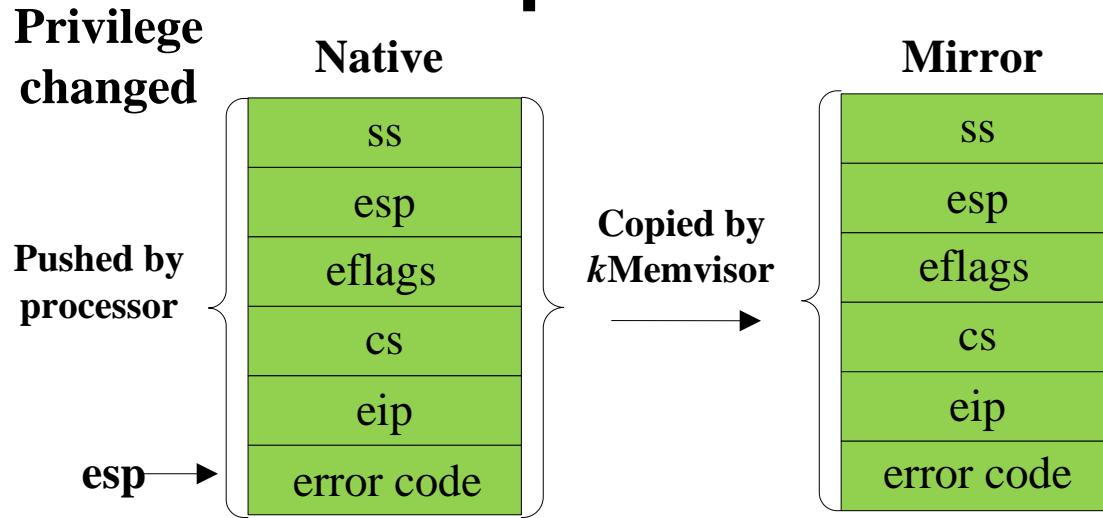 Privilege
changed
Native
Mirror
ss
esp
eflags
cs
eip
error code
Pushed by
processor
esp
Copied by
kMemvisor
ss
esp
eflags
cs
eip
error code